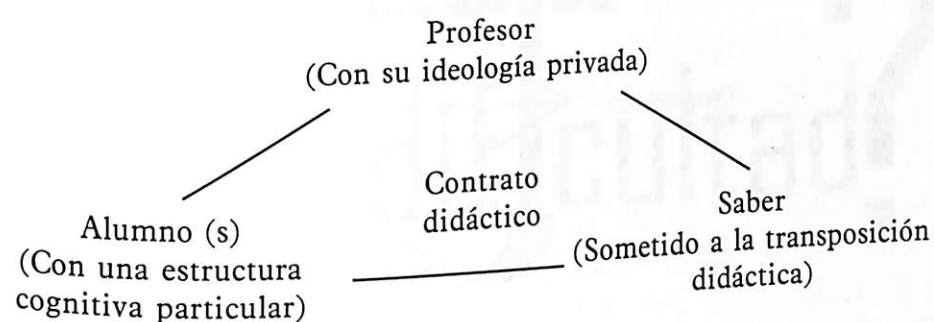 Profesor
(Con su ideología privada)
Contrato
didáctico
Alumno (s)
(Con una estructura
cognitiva particular)
Saber
(Sometido a la transposición
didáctica)